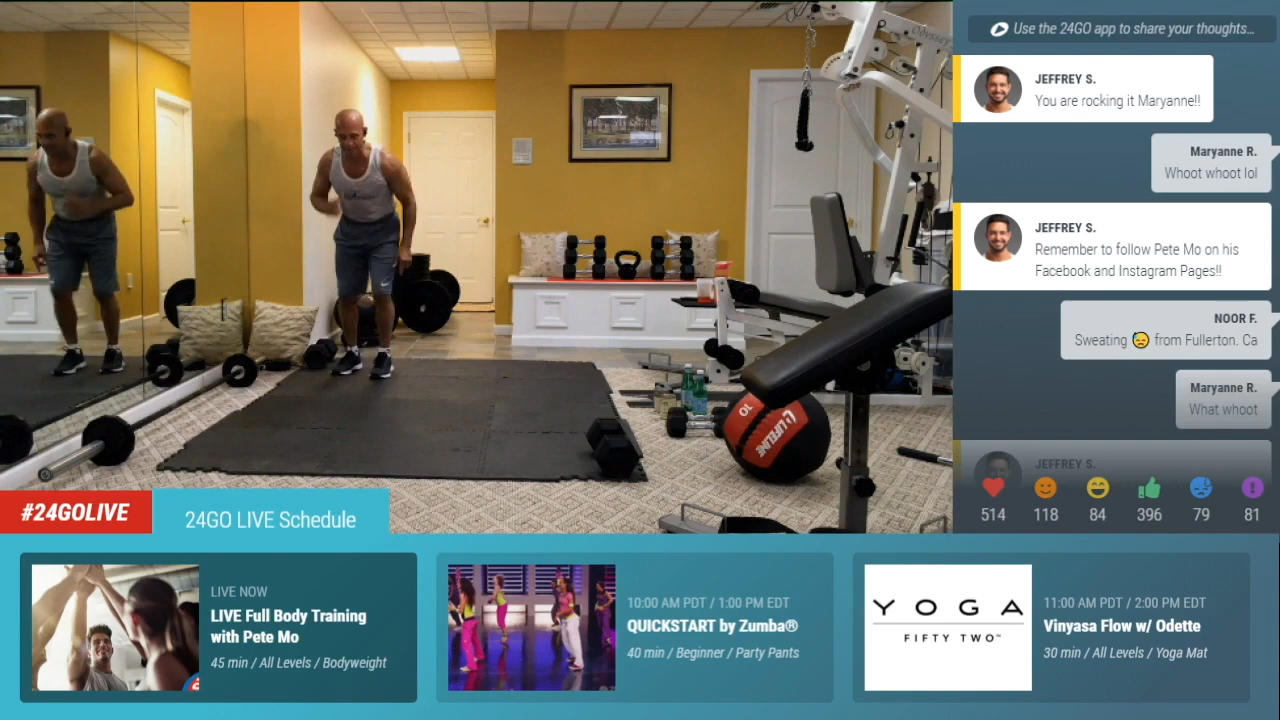 Odyssey
Use the 24GO app to share your thoughts...
JEFFREY S.
You are rocking it Maryanne!!
Maryanne R.
Whoot whoot lol
JEFFREY S.
Remember to follow Pete Mo on his
Facebook and Instagram Pages!!
NOOR F.
Sweating 😓 from Fullerton. Ca
Maryanne R.
What whoot
JEFFREY S.
514
118
84
396
79
81
10
LIFELINE
#24GOLIVE
24GO LIVE Schedule
LIVE NOW
LIVE Full Body Training
with Pete Mo
45 min / All Levels / Bodyweight
10:00 AM PDT / 1:00 PM EDT
QUICKSTART by Zumba®
40 min / Beginner / Party Pants
YOGA
FIFTY TWO™
11:00 AM PDT / 2:00 PM EDT
Vinyasa Flow w/ Odette
30 min / All Levels / Yoga Mat